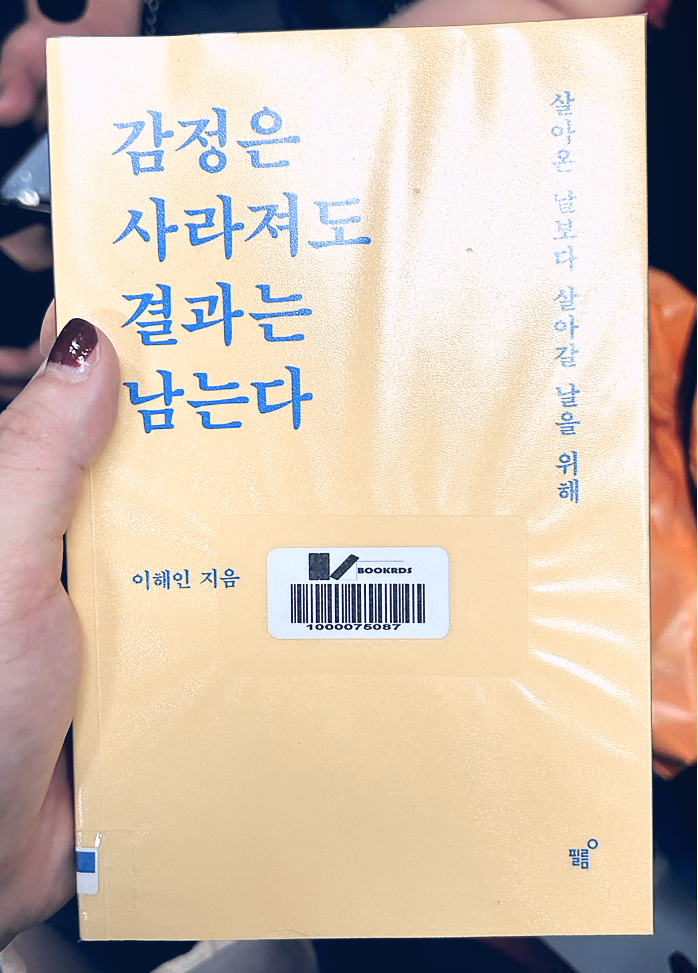 감정은
사라져도
결과는
남는다
살아온 날보다 살아갈 날을 위해
이해인 지음
BOOKRDS
1000075087
필름